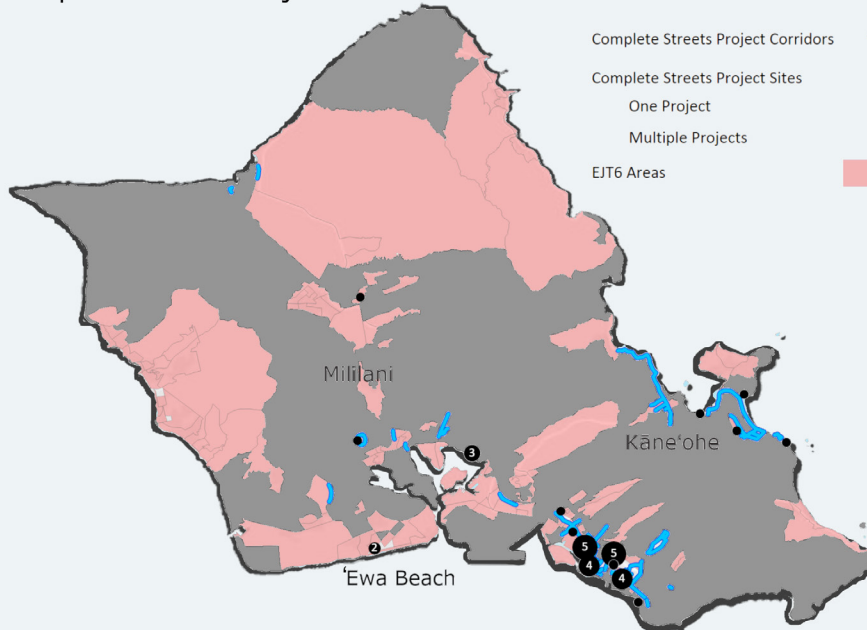 Complete Streets Project Corridors
Complete Streets Project Sites
One Project
Multiple Projects
EJT6 Areas
Mililani
Kāneʻohe
3
2
ʻEwa Beach
5
5
4
4